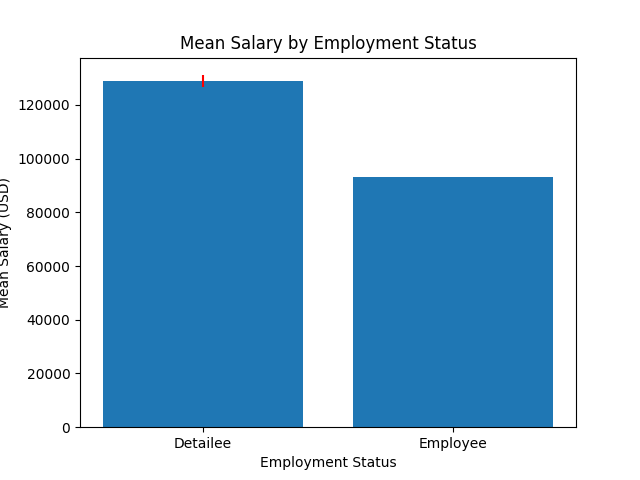 Mean Salary by Employment Status
Mean Salary (USD)
120000
100000
80000
60000
40000
20000
0
Detailee
Employee
Employment Status